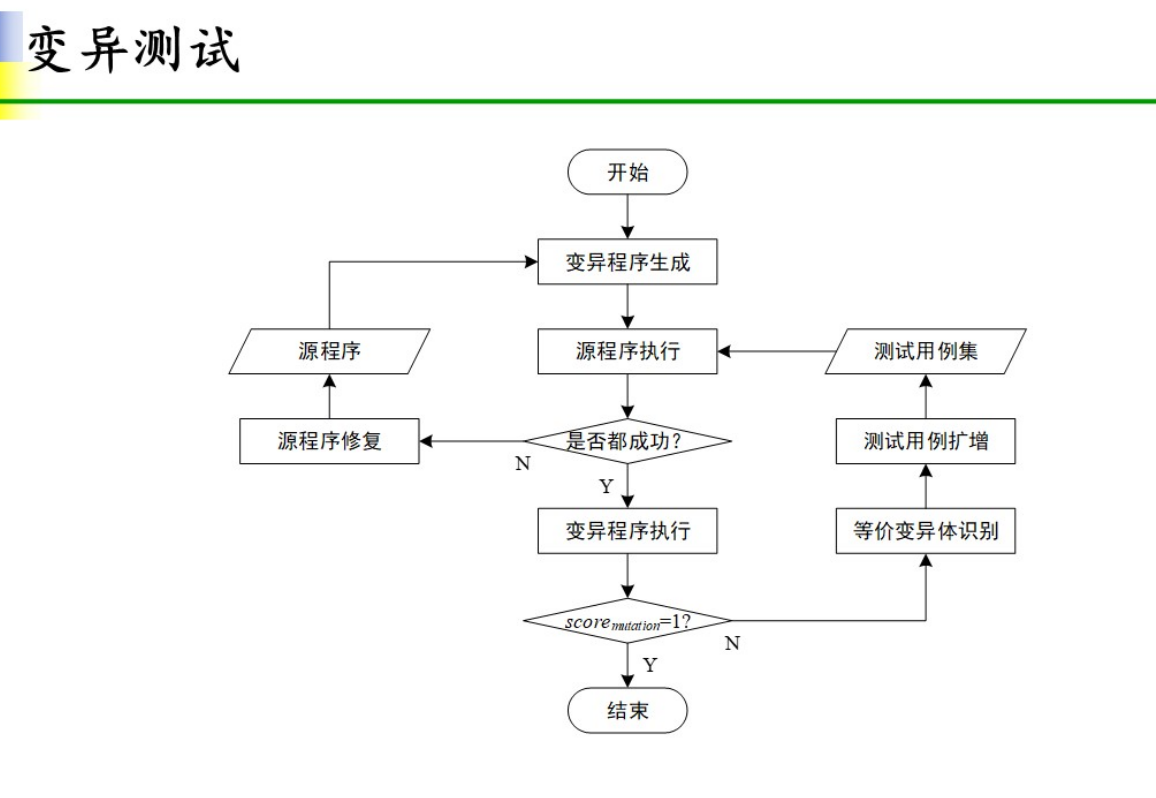 变异测试
开始
变异程序生成
源程序
源程序执行
测试用例集
源程序修复
是否都成功?
测试用例扩增
N
Y
变异程序执行
等价变异体识别
scoremutation=1?
N
Y
结束